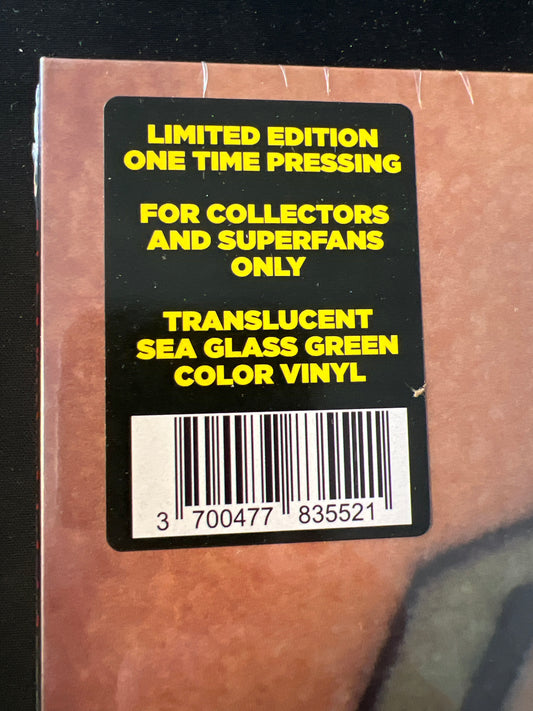 LIMITED EDITION
ONE TIME PRESSING
FOR COLLECTORS
AND SUPERFANS
ONLY
TRANSLUCENT
SEA GLASS GREEN
COLOR VINYL
3 700477 835521